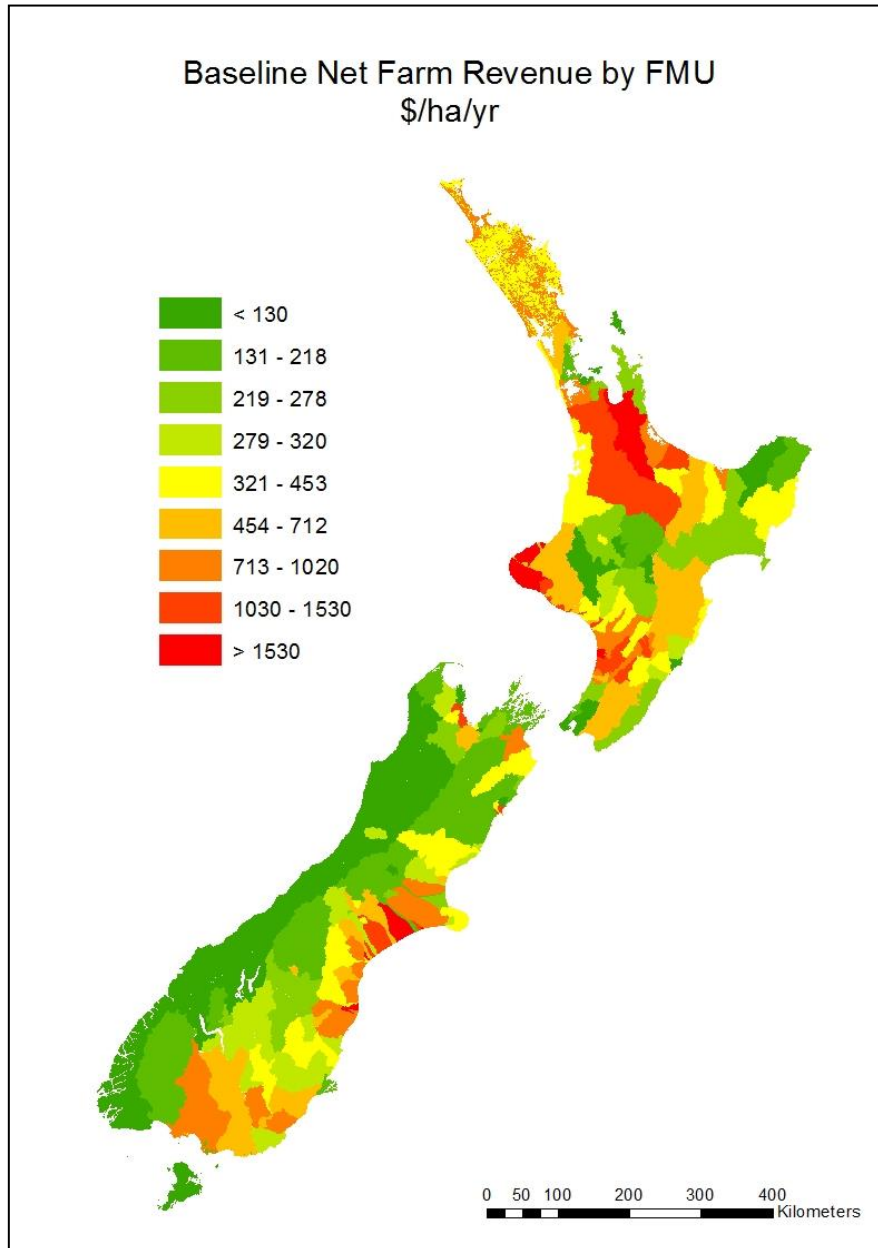 Baseline Net Farm Revenue by FMU
$/ha/yr
< 130
131 - 218
219 - 278
279 - 320
321 - 453
454 - 712
713 - 1020
1030 - 1530
> 1530
0 50 100 200 300 400
Kilometers